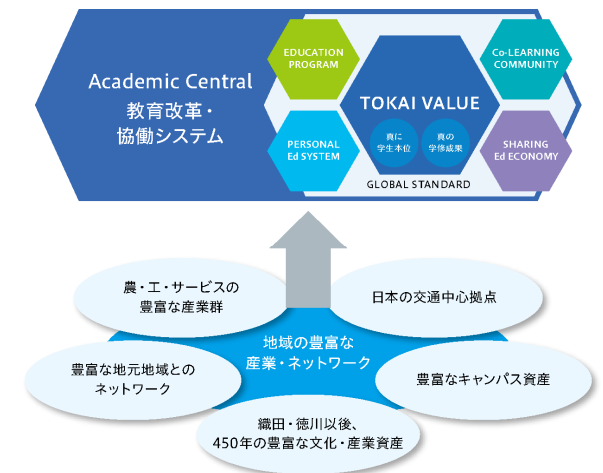 Academic Central
教育改革・
協働システム
EDUCATION
PROGRAM
Co-LEARNING
COMMUNITY
TOKAI VALUE
真に
学生本位
真の
学修成果
PERSONAL
Ed SYSTEM
SHARING
Ed ECONOMY
GLOBAL STANDARD
農・工・サービスの
豊富な産業群
日本の交通中心拠点
地域の豊富な
産業・ネットワーク
豊富な地元地域との
ネットワーク
豊富なキャンパス資産
織田・徳川以後、
450年の豊富な文化・産業資産